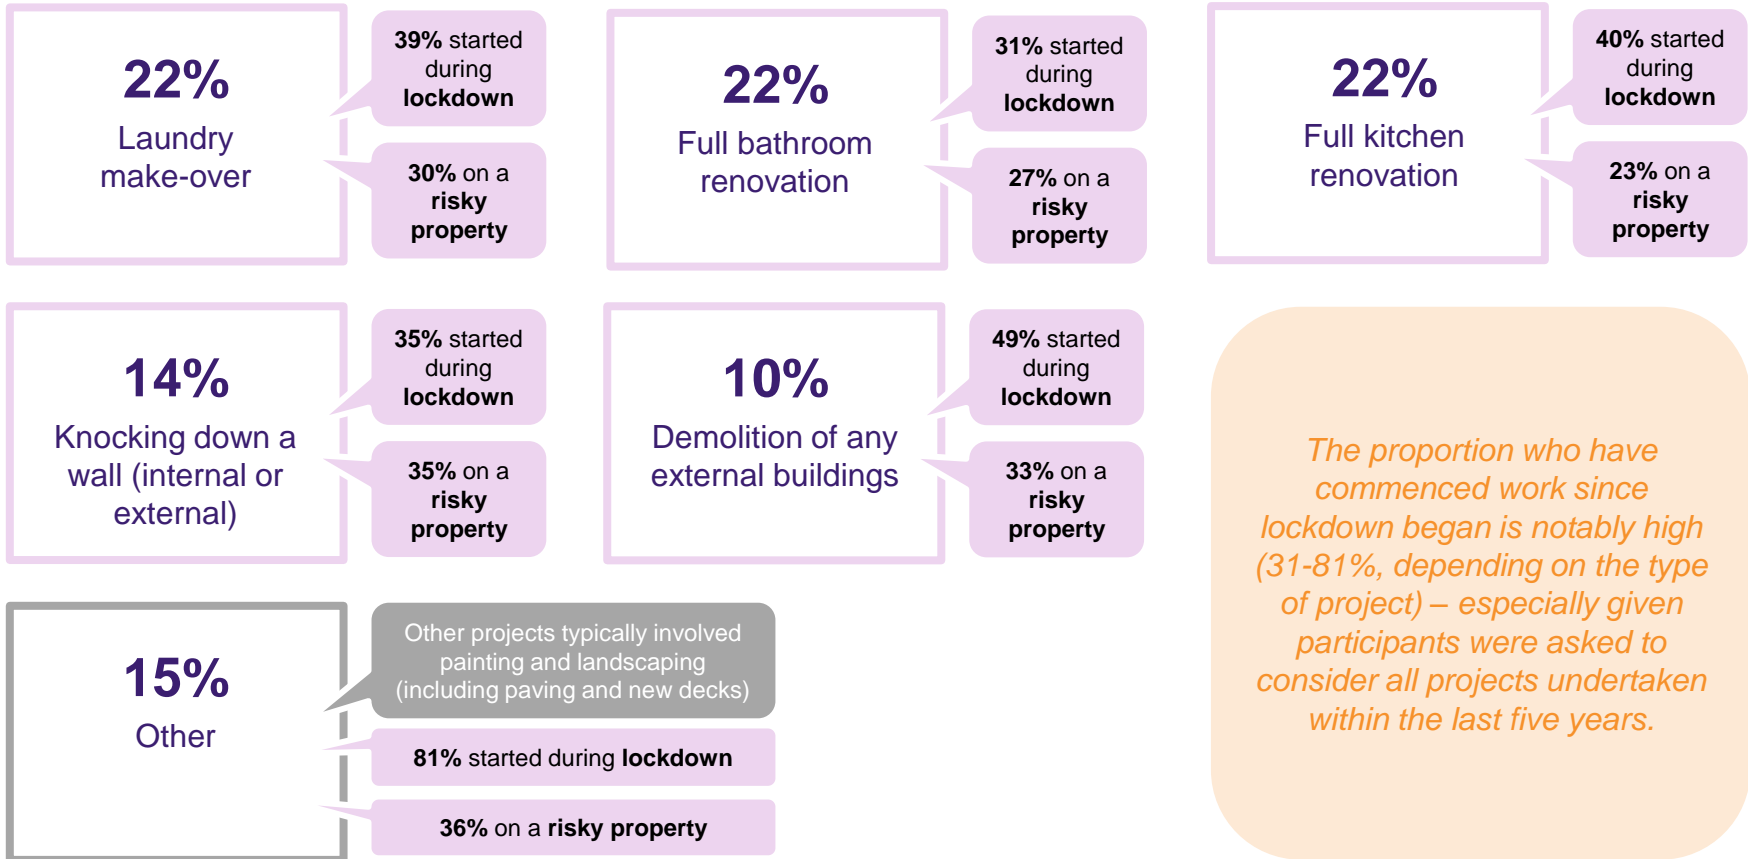 22%
Laundry
make-over
39% started
during
lockdown
30% on a
risky
property
22%
Full bathroom
renovation
31% started
during
lockdown
27% on a
risky
property
22%
Full kitchen
renovation
40% started
during
lockdown
23% on a
risky
property
14%
Knocking down a
wall (internal or
external)
35% started
during
lockdown
35% on a
risky
property
10%
Demolition of any
external buildings
49% started
during
lockdown
33% on a
risky
property
The proportion who have
commenced work since
lockdown began is notably high
(31-81%, depending on the type
of project) – especially given
participants were asked to
consider all projects undertaken
within the last five years.
15%
Other
Other projects typically involved
painting and landscaping
(including paving and new decks)
81% started during lockdown
36% on a risky property